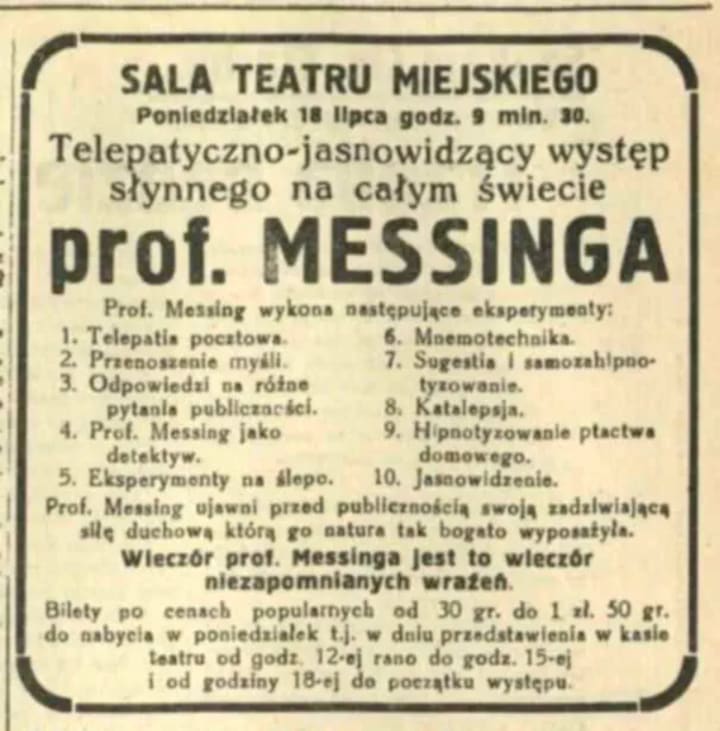 SALA TEATRU MIEJSKIEGO
Poniedziałek 18 lipca godz. 9 min. 30.
Telepatyczno-jasnowidzący występ
słynnego na całym świecie
prof. MESSINGA
Prof. Messing wykona następujące eksperymenty:
1. Telepatia pocztowa.
2. Przenoszenie myśli.
3. Odpowiedzi na różne
pytania publiczności.
4. Prof. Messing jako
detektyw.
5. Eksperymenty na ślepo.
6. Mnemotechnika.
7. Sugestia i samozahipno-
tyzowanie.
8. Katalepsja.
9. Hipnotyzowanie ptactwa
domowego.
10. Jasnowidzenie.
Prof. Messing ujawni przed publicznością swoją zadziwiającą
siłę duchową którą go natura tak bogato wyposażyła.
Wieczór prof. Messinga jest to wieczór
niezapomnianych wrażeń.
Bilety po cenach popularnych od 30 gr. do 1 zł. 50 gr.
do nabycia w poniedziałek t.j. w dniu przedstawienia w kasie
teatru od godz. 12-ej rano do godz. 15-ej
i od godziny 18-ej do początku występu.